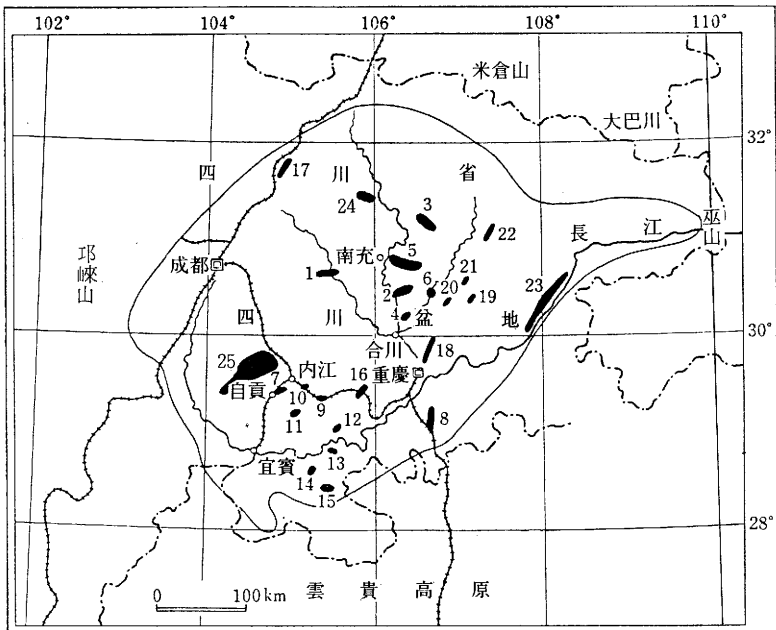 102°
104°
106°
108°
110°
米倉山
大巴川
32°
四川省
17
24
3
22
長江
巫山
邛崍山
成都
南充
5
1
2
6
21
20
19
23
4
四川盆地
30°
合川
18
25
内江
重慶
7
16
自貢
10
9
8
11
12
宜賓
13
14
15
28°
0 100km
雲貴高原